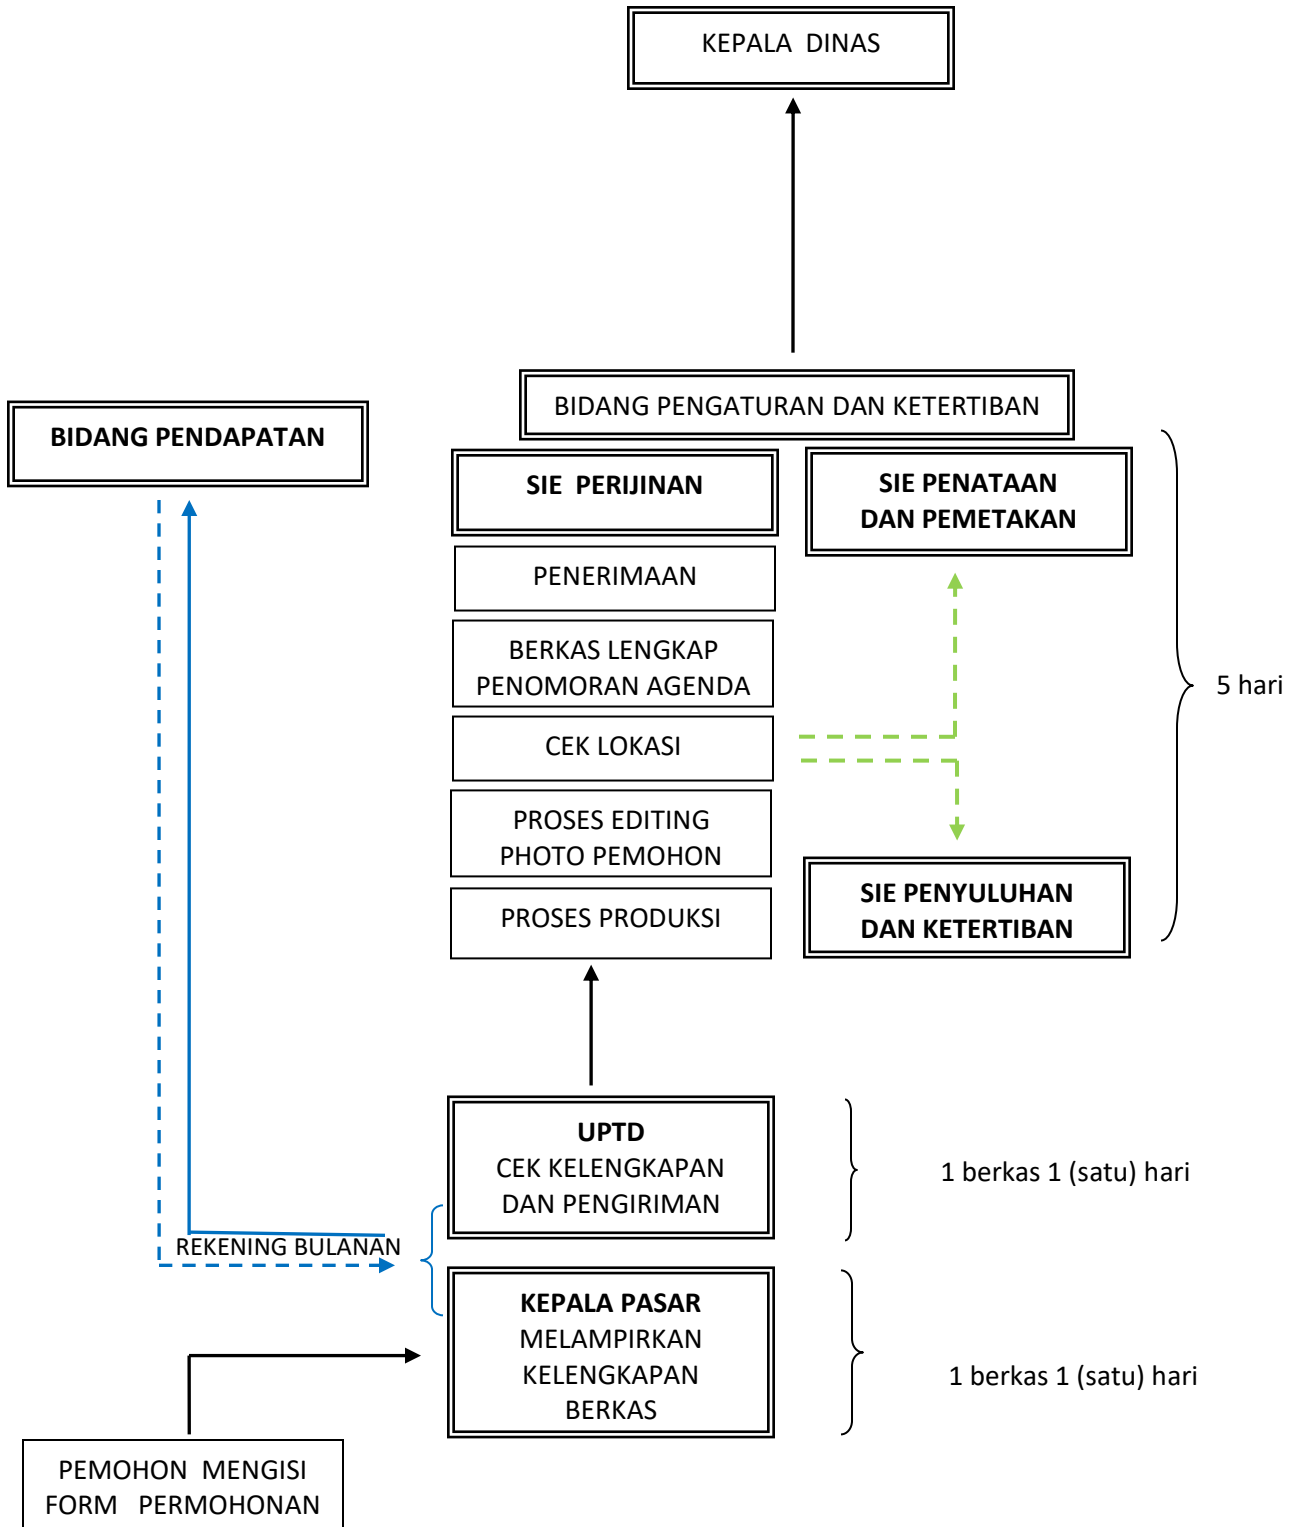 KEPALA DINAS
BIDANG PENGATURAN DAN KETERTIBAN
BIDANG PENDAPATAN
SIE PERIJINAN
SIE PENATAAN
DAN PEMETAKAN
PENERIMAAN
BERKAS LENGKAP
PENOMORAN AGENDA
5 hari
CEK LOKASI
PROSES EDITING
PHOTO PEMOHON
SIE PENYULUHAN
DAN KETERTIBAN
PROSES PRODUKSI
UPTD
CEK KELENGKAPAN
DAN PENGIRIMAN
1 berkas 1 (satu) hari
REKENING BULANAN
KEPALA PASAR
MELAMPIRKAN
KELENGKAPAN
BERKAS
1 berkas 1 (satu) hari
PEMOHON MENGISI
FORM PERMOHONAN